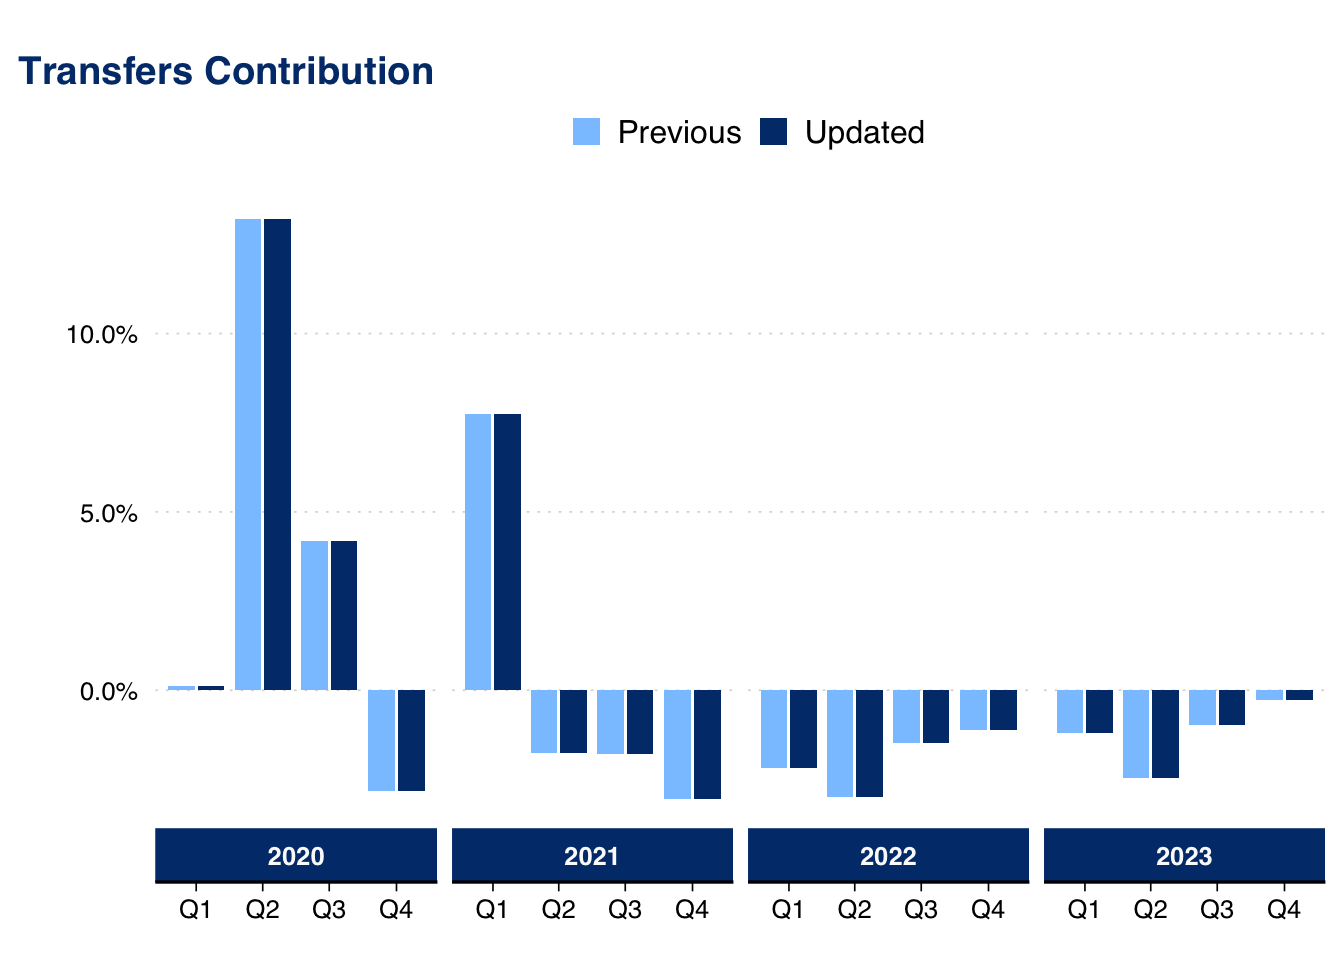 Transfers Contribution
Previous Updated
10.0%
5.0%
0.0%
2020 2021 2022 2023
Q1 Q2 Q3 Q4 Q1 Q2 Q3 Q4 Q1 Q2 Q3 Q4 Q1 Q2 Q3 Q4